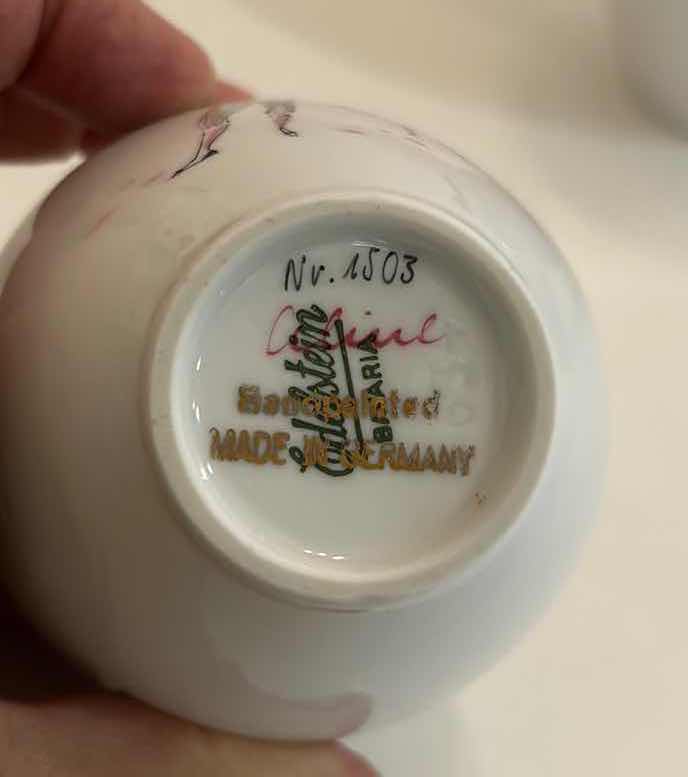 Nr. 1503
Edelstein
BAVARIA
Handpainted
MADE IN GERMANY